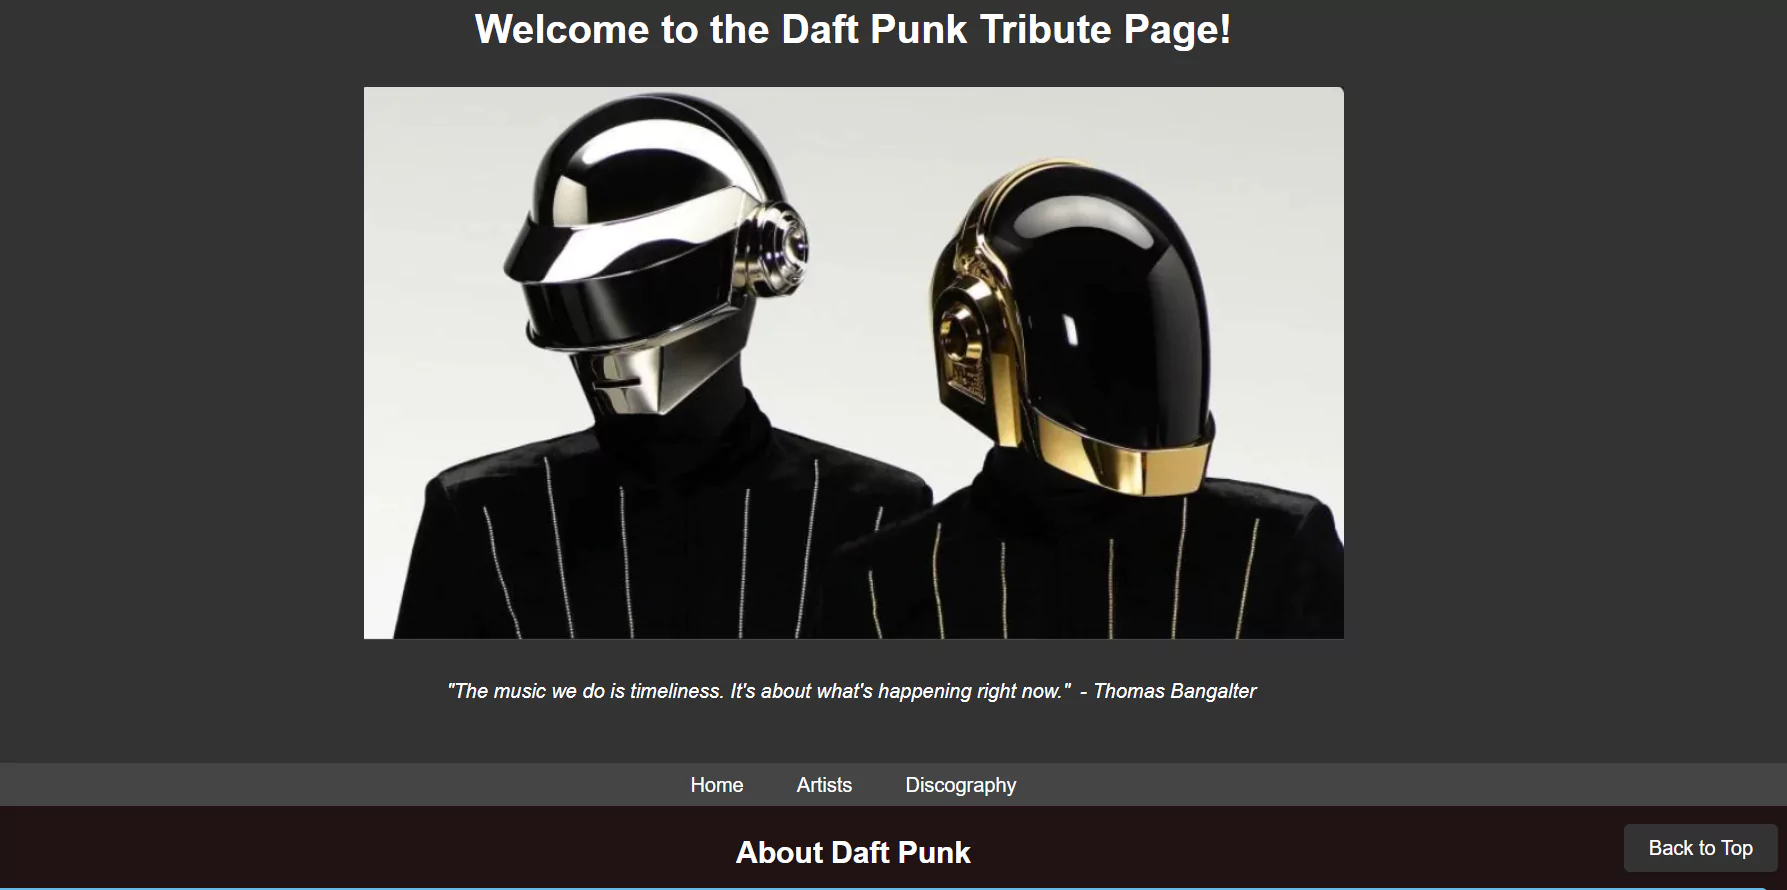 Welcome to the Daft Punk Tribute Page!
"The music we do is timeliness. It's about what's happening right now."  - Thomas Bangalter
Home Artists Discography
About Daft Punk
Back to Top